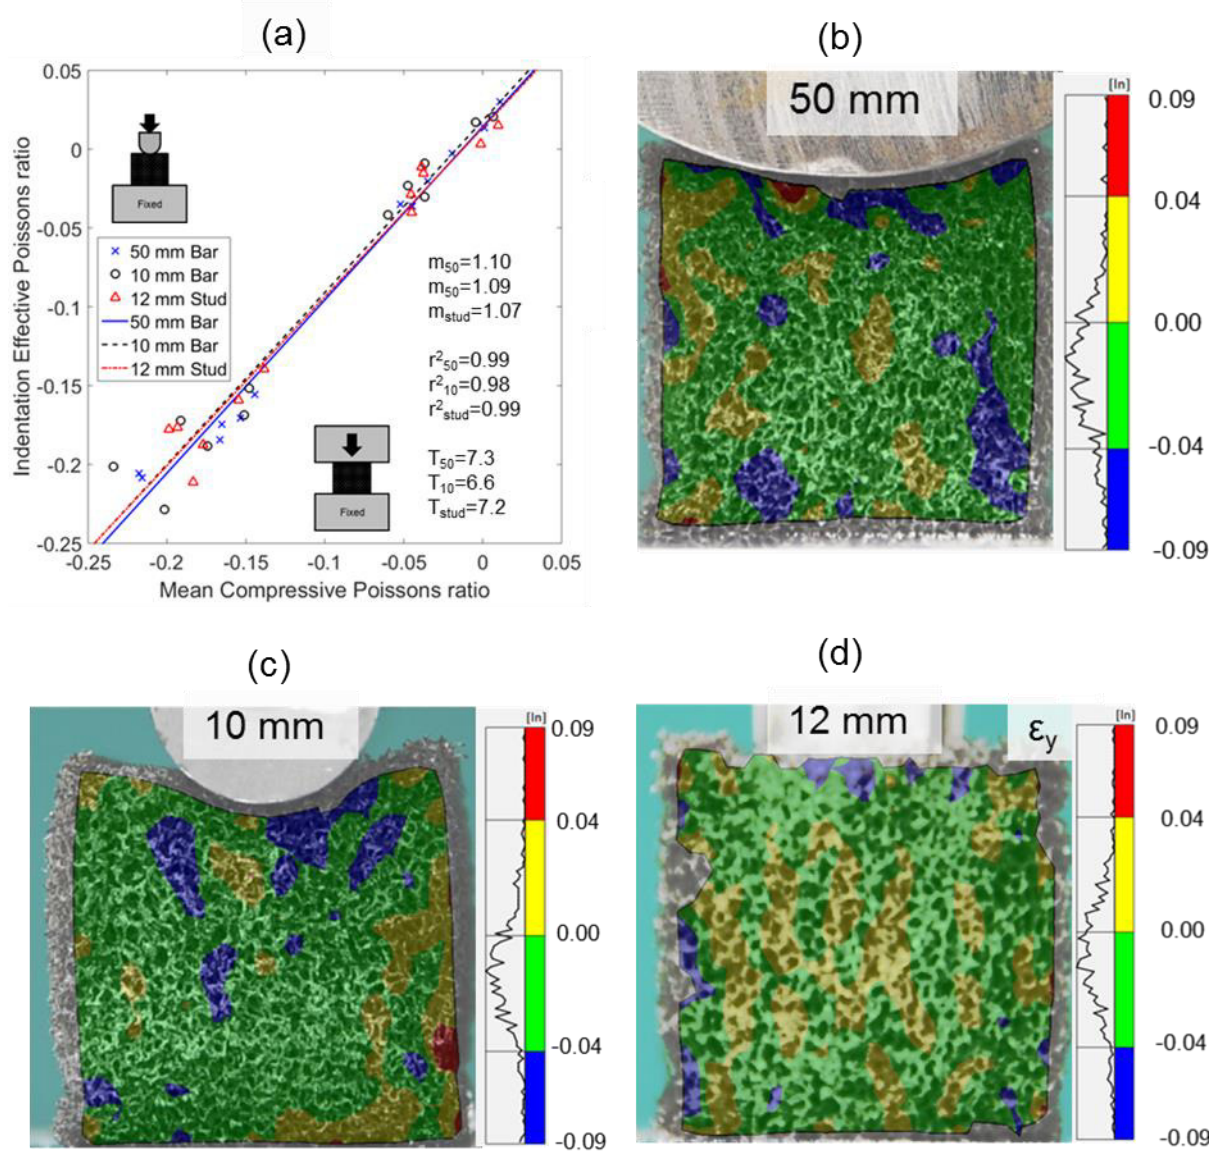 (a)
0.05
0
-0.05
-0.1
-0.15
-0.2
-0.25
-0.25
-0.2
-0.15
-0.1
-0.05
0
0.05
Indentation Effective Poissons ratio
Mean Compressive Poissons ratio
Fixed
50 mm Bar
10 mm Bar
12 mm Stud
50 mm Bar
10 mm Bar
12 mm Stud
m50=1.10
m50=1.09
mstud=1.07
r²50=0.99
r²10=0.98
r²stud=0.99
T50=7.3
T10=6.6
Tstud=7.2
Fixed
(b)
50 mm
[ln]
0.09
0.04
0.00
-0.04
-0.09
(c)
10 mm
[ln]
0.09
0.04
0.00
-0.04
-0.09
(d)
12 mm
εy
[ln]
0.09
0.04
0.00
-0.04
-0.09